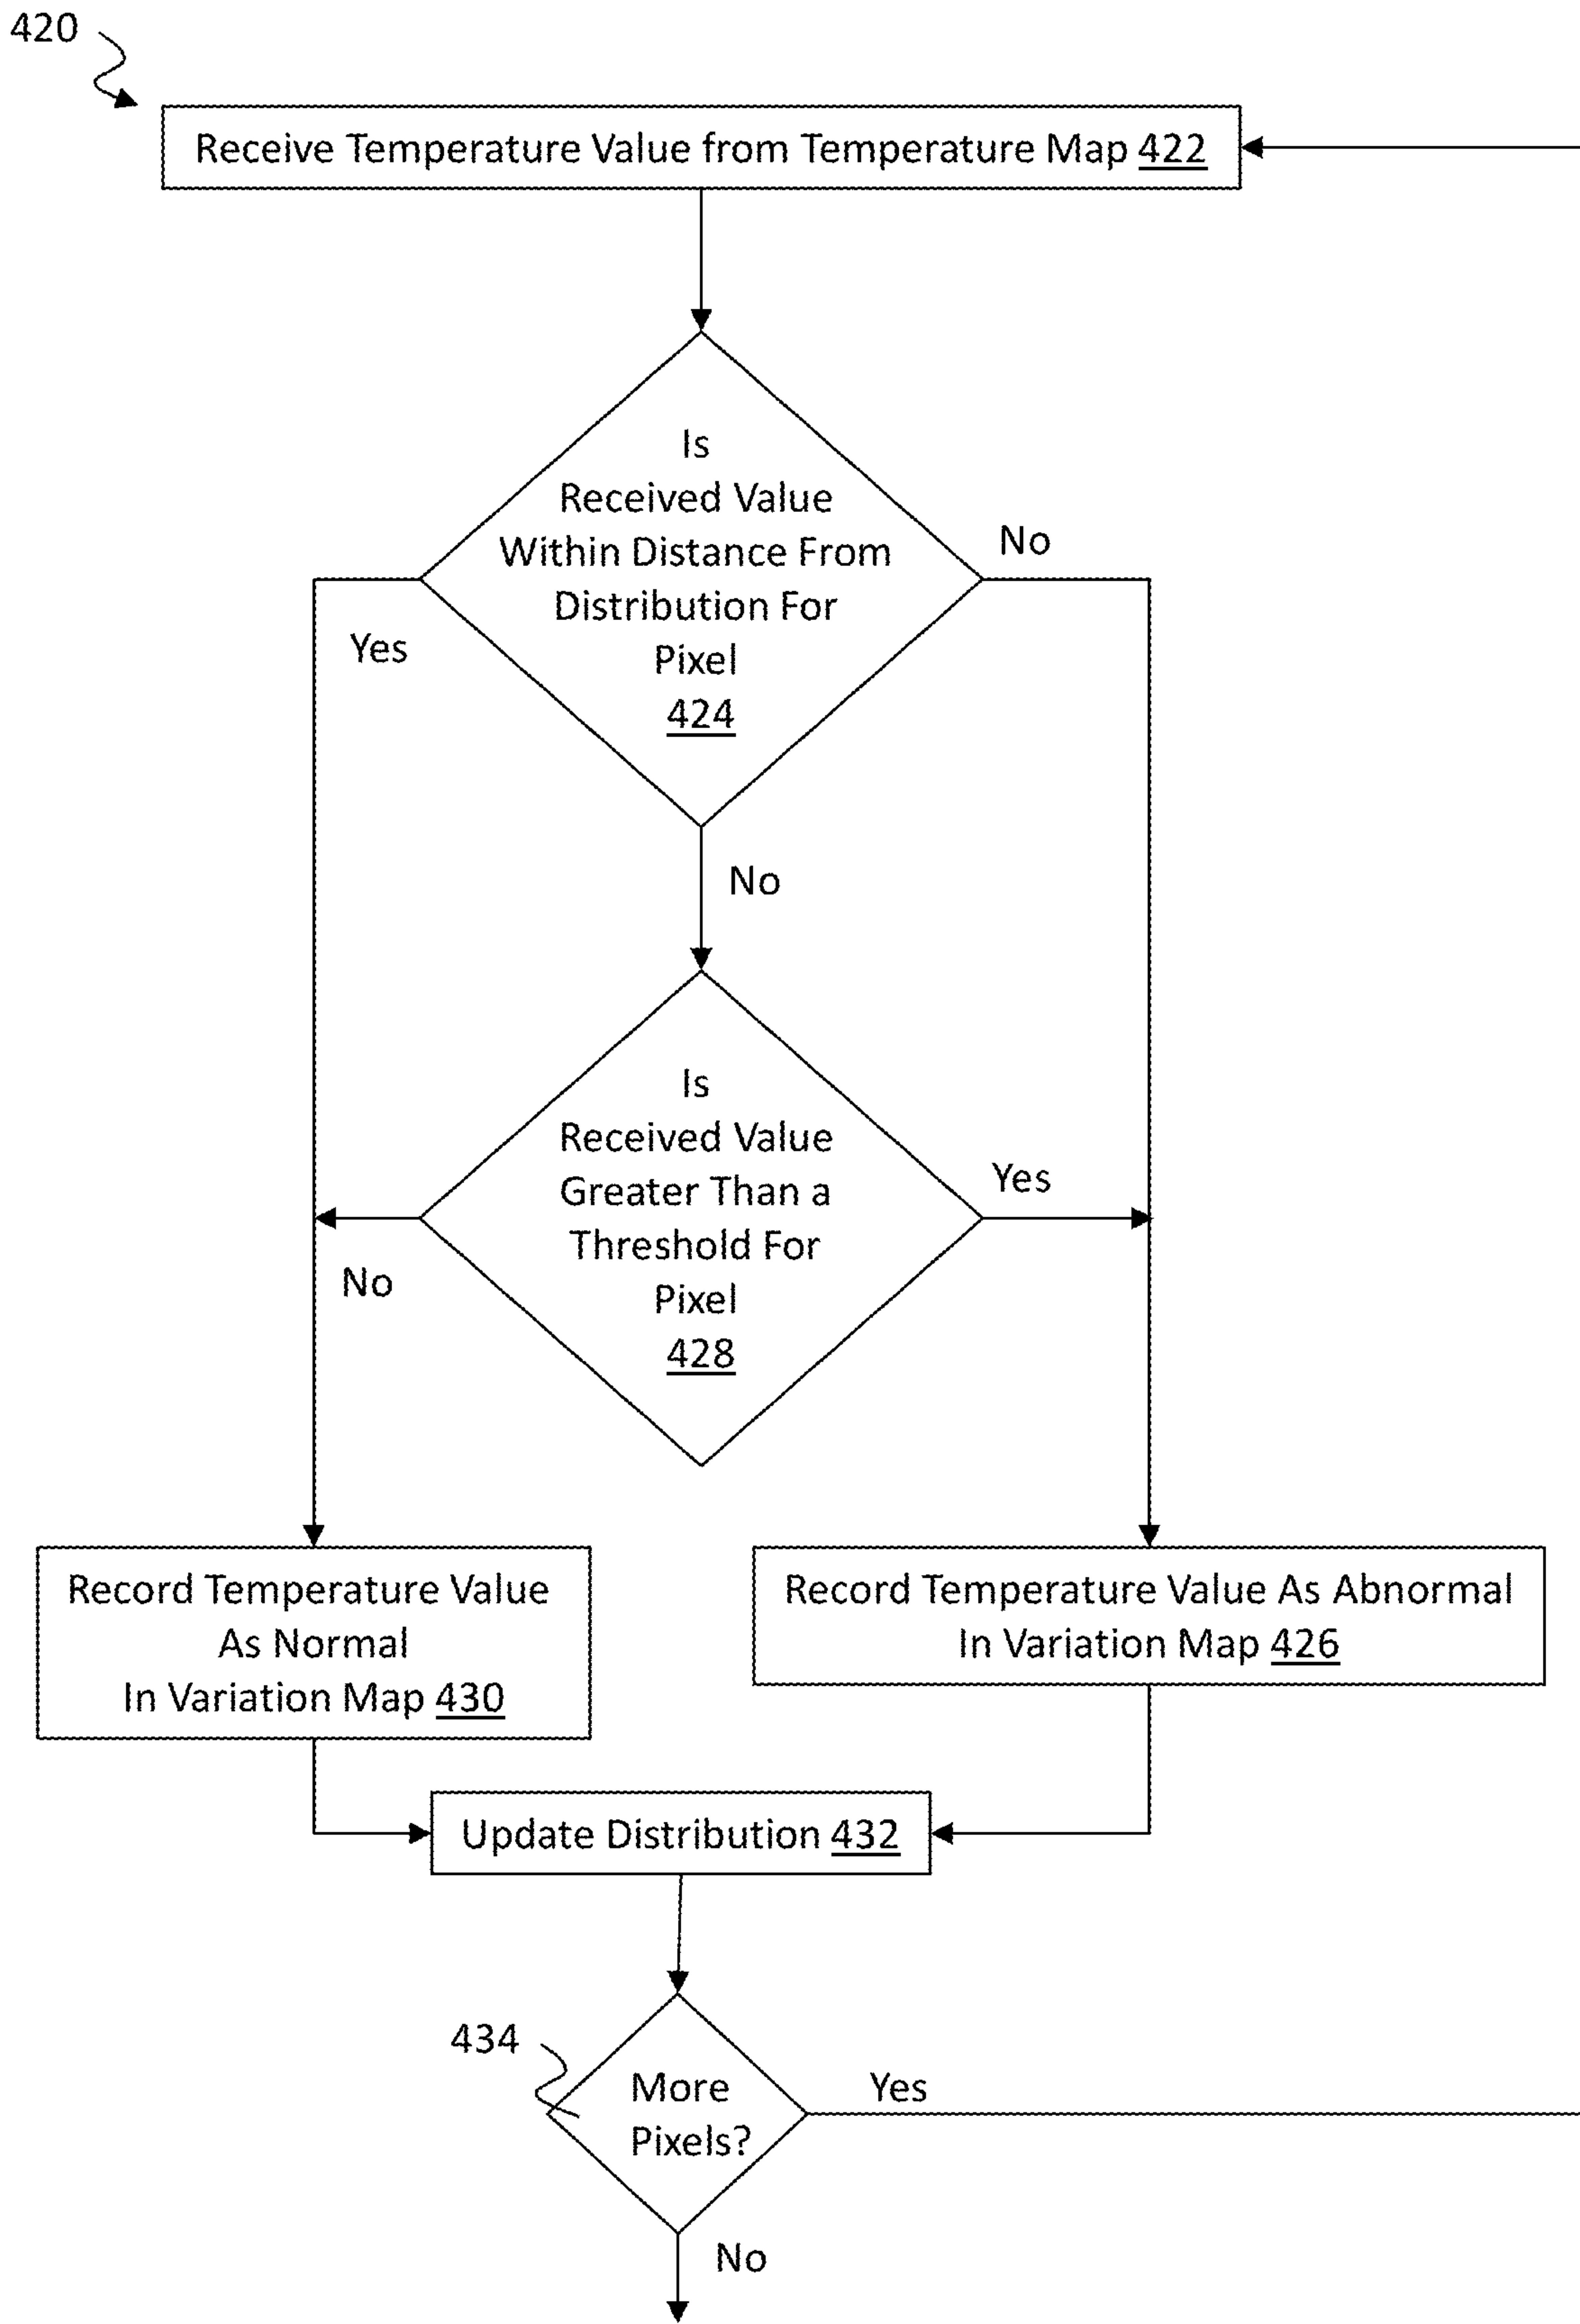 420
Receive Temperature Value from Temperature Map 422
Is
Received Value
Within Distance From
Distribution For
Pixel
424
No
Yes
No
Is
Received Value
Greater Than a
Threshold For
Pixel
428
Yes
No
Record Temperature Value
As Normal
In Variation Map 430
Record Temperature Value As Abnormal
In Variation Map 426
Update Distribution 432
434
More
Pixels?
Yes
No